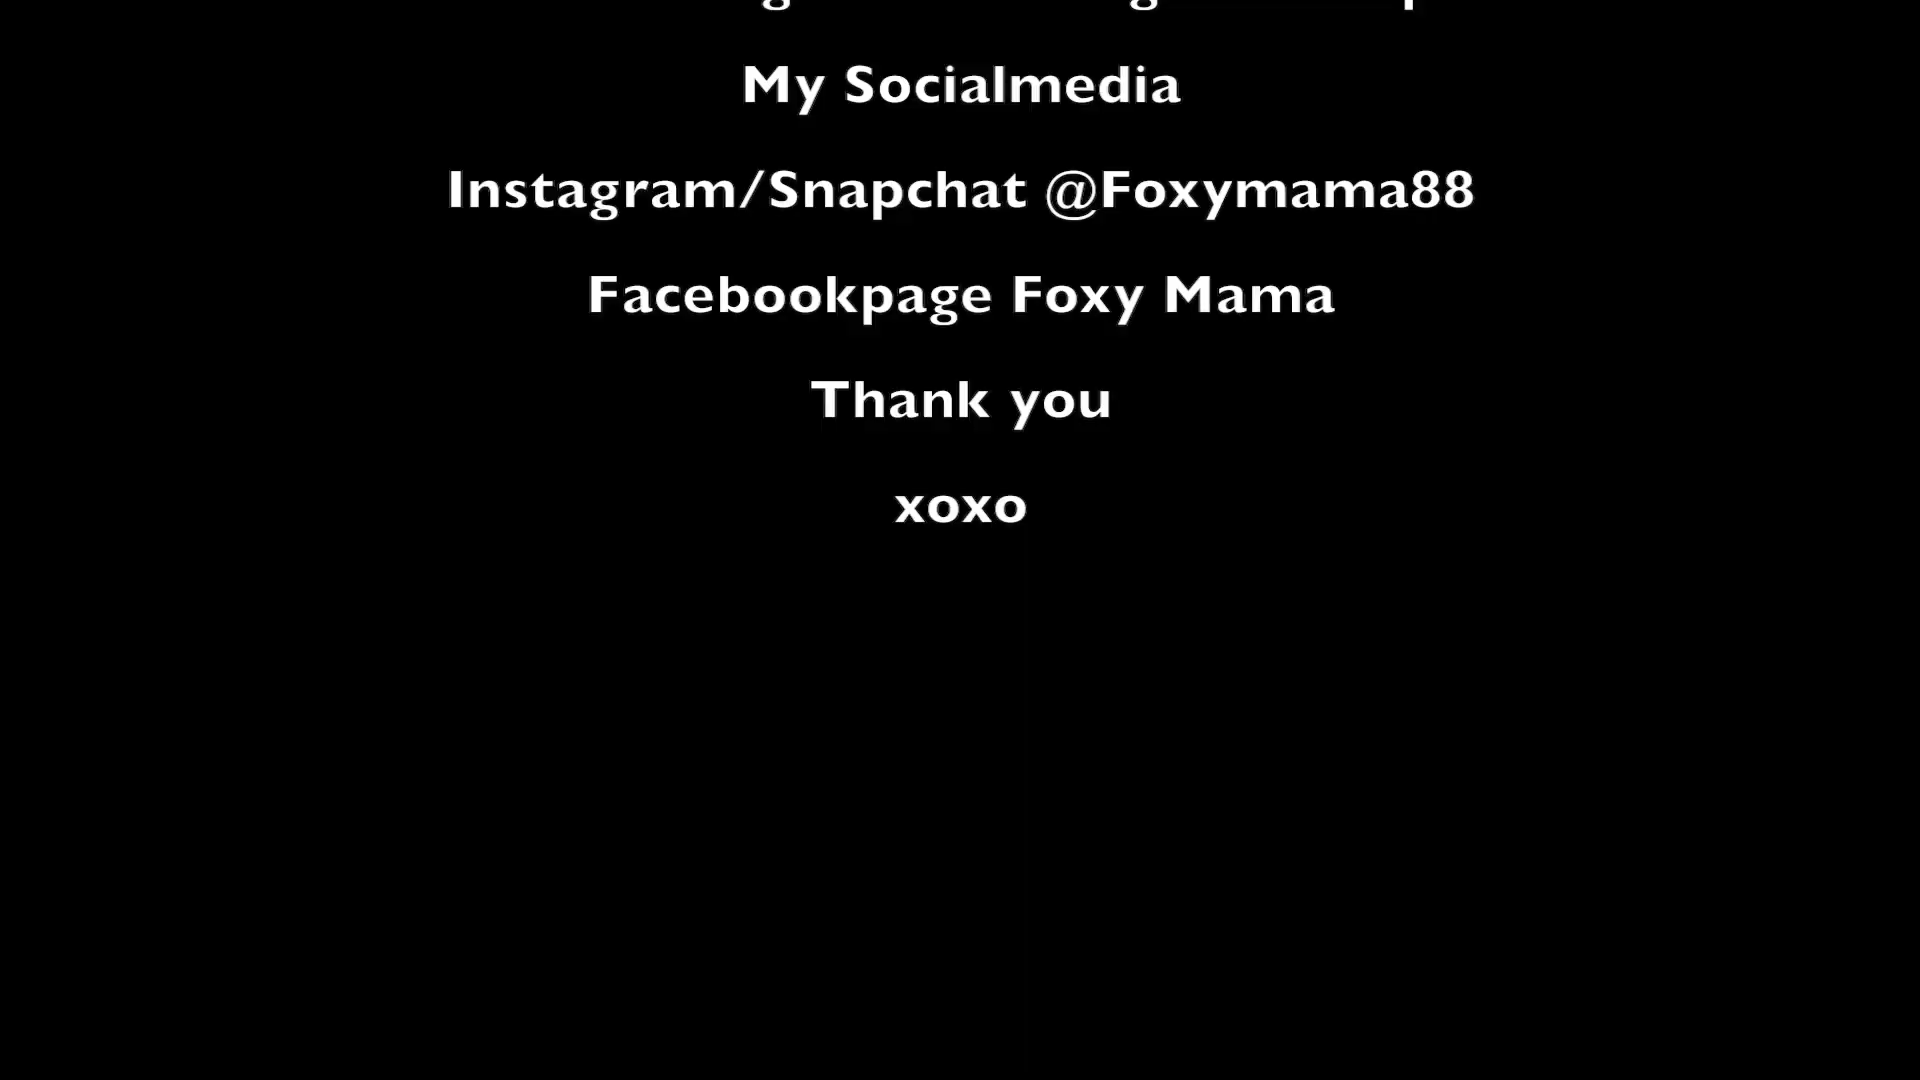 My Socialmedia
Instagram/Snapchat @Foxymama88
Facebookpage Foxy Mama
Thank you
xoxo